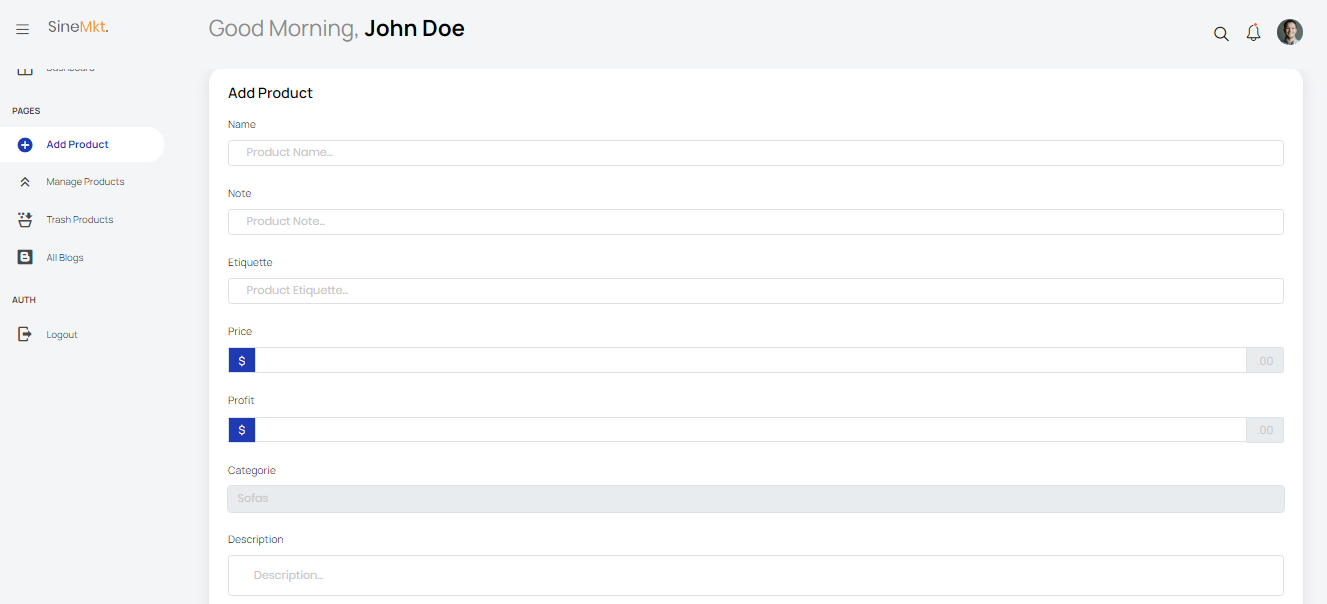 SineMkt.
Good Morning, John Doe
Dashboard
PAGES
Add Product
Manage Products
Trash Products
All Blogs
AUTH
Logout
Add Product
Name
Product Name...
Note
Product Note...
Etiquette
Product Etiquette...
Price
$
.00
Profit
$
.00
Categorie
Sofas
Description
Description...